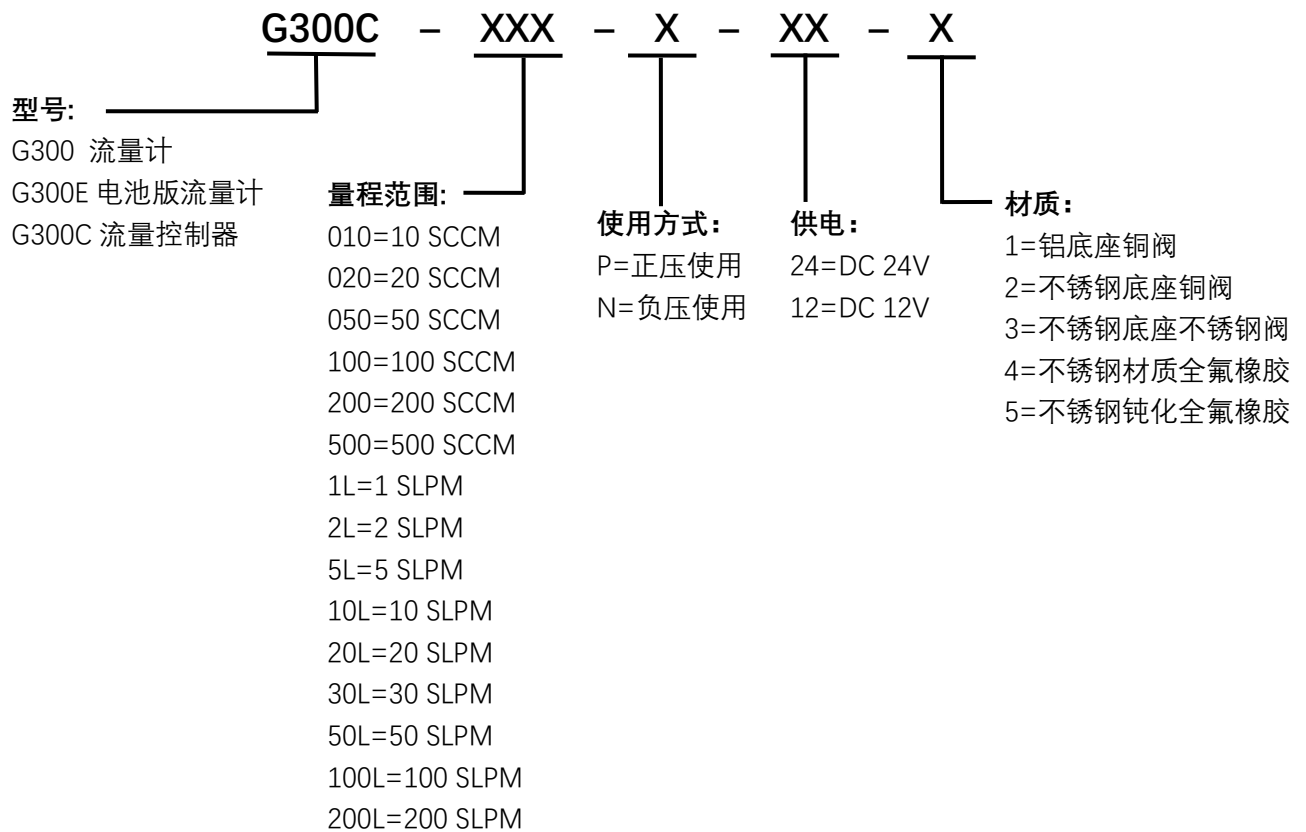 G300C – XXX – X – XX – X
型号:
G300 流量计
G300E 电池版流量计
G300C 流量控制器
量程范围:
010=10 SCCM
020=20 SCCM
050=50 SCCM
100=100 SCCM
200=200 SCCM
500=500 SCCM
1L=1 SLPM
2L=2 SLPM
5L=5 SLPM
10L=10 SLPM
20L=20 SLPM
30L=30 SLPM
50L=50 SLPM
100L=100 SLPM
200L=200 SLPM
使用方式：
P=正压使用
N=负压使用
供电：
24=DC 24V
12=DC 12V
材质：
1=铝底座铜阀
2=不锈钢底座铜阀
3=不锈钢底座不锈钢阀
4=不锈钢材质全氟橡胶
5=不锈钢钝化全氟橡胶